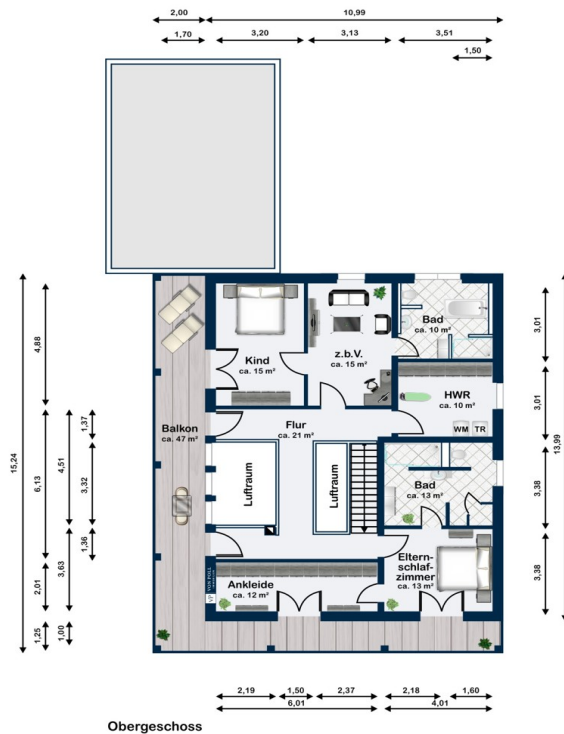 2,00
10,99
1,70
3,20
3,13
3,51
1,50
4,88
15,24
6,13
4,51
1,37
3,32
1,36
3,63
2,01
1,25
1,00
3,01
3,01
13,99
3,38
3,38
Kind
ca. 15 m²
z.b.V.
ca. 15 m²
Bad
ca. 10 m²
HWR
ca. 10 m²
WM
TR
Balkon
ca. 47 m²
Flur
ca. 21 m²
Luftraum
Luftraum
Bad
ca. 13 m²
Eltern-
schlaf-
zimmer
ca. 13 m²
Ankleide
ca. 12 m²
VP
VON POLL
2,19
1,50
2,37
2,18
1,60
6,01
4,01
Obergeschoss